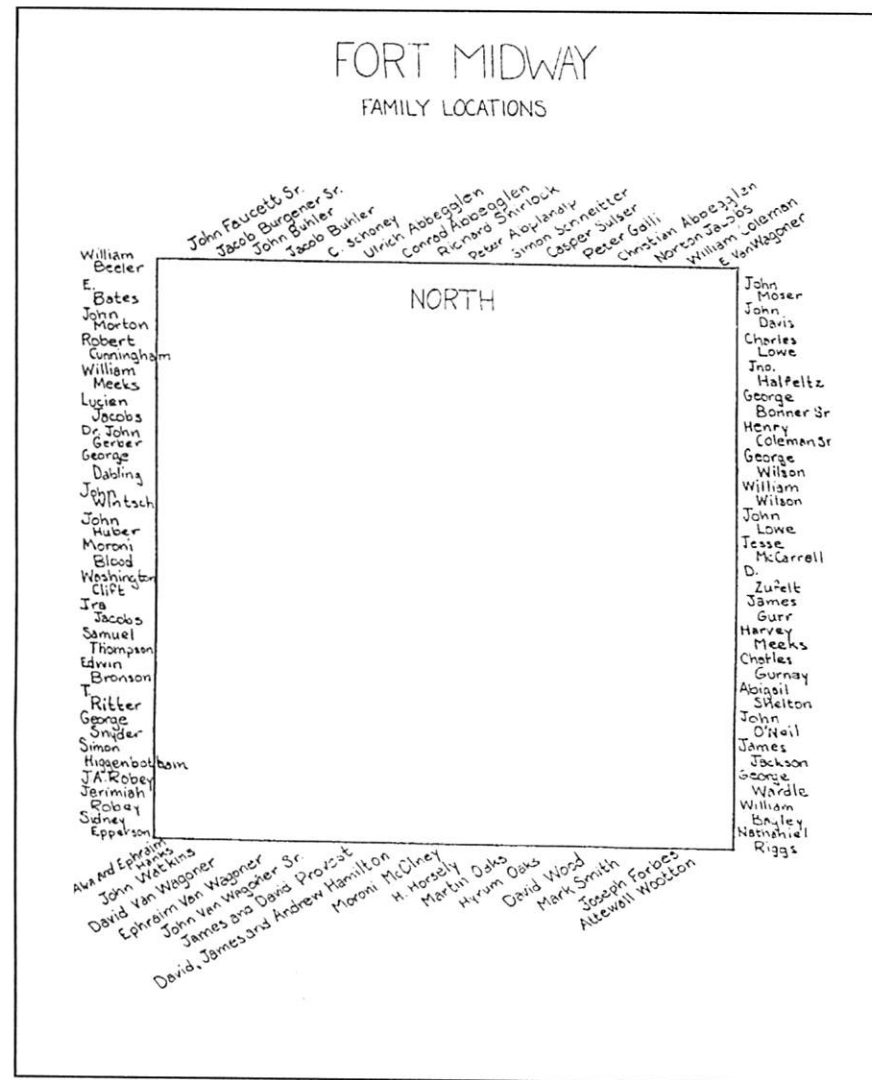 FORT MIDWAY
FAMILY LOCATIONS
John Faucett Sr.
Jacob Burgener Sr.
John Buhler
Jacob Buhler
C. Schoney
Ulrich Abbegglen
Conrad Abbegglen
Richard Shirlock
Peter Abplandlp
Simon Schneitter
Casper Sulser
Peter Galli
Christian Abbegglen
Norton Jacobs
William Coleman
E. VanWagoner
NORTH
William
Beeler
E.
Bates
John
Morton
Robert
Cunningham
William
Meeks
Lucien
Jacobs
Dr. John
Gerber
George
Dabling
John
Wintsch
John
Huber
Moroni
Blood
Washington
Clift
Ira
Jacobs
Samuel
Thompson
Edwin
Bronson
T.
Ritter
George
Snyder
Simon
Higgenbotham
J.A. Robey
Jerimiah
Robey
Sidney
Epperson
John
Moser
John
Davis
Charles
Lowe
Jno.
Halfeltz
George
Bonner Sr
Henry
Coleman Sr
George
Wilson
William
Wilson
John
Lowe
Jesse
McCarrell
D.
Zufelt
James
Gurr
Harvey
Meeks
Charles
Gurnay
Abigail
Shelton
John
O'Neil
James
Jackson
George
Wardle
William
Bayley
Nathaniel
Riggs
and Ephraim
Hanks
John Watkins
David Van Wagoner
Ephraim Van Wagoner
John Van Wagoner Sr.
James and David Provost
David, James and Andrew Hamilton
Moroni McOlney
H. Horsely
Martin Oaks
Hyrum Oaks
David Wood
Mark Smith
Joseph Forbes
Attewall Wootton